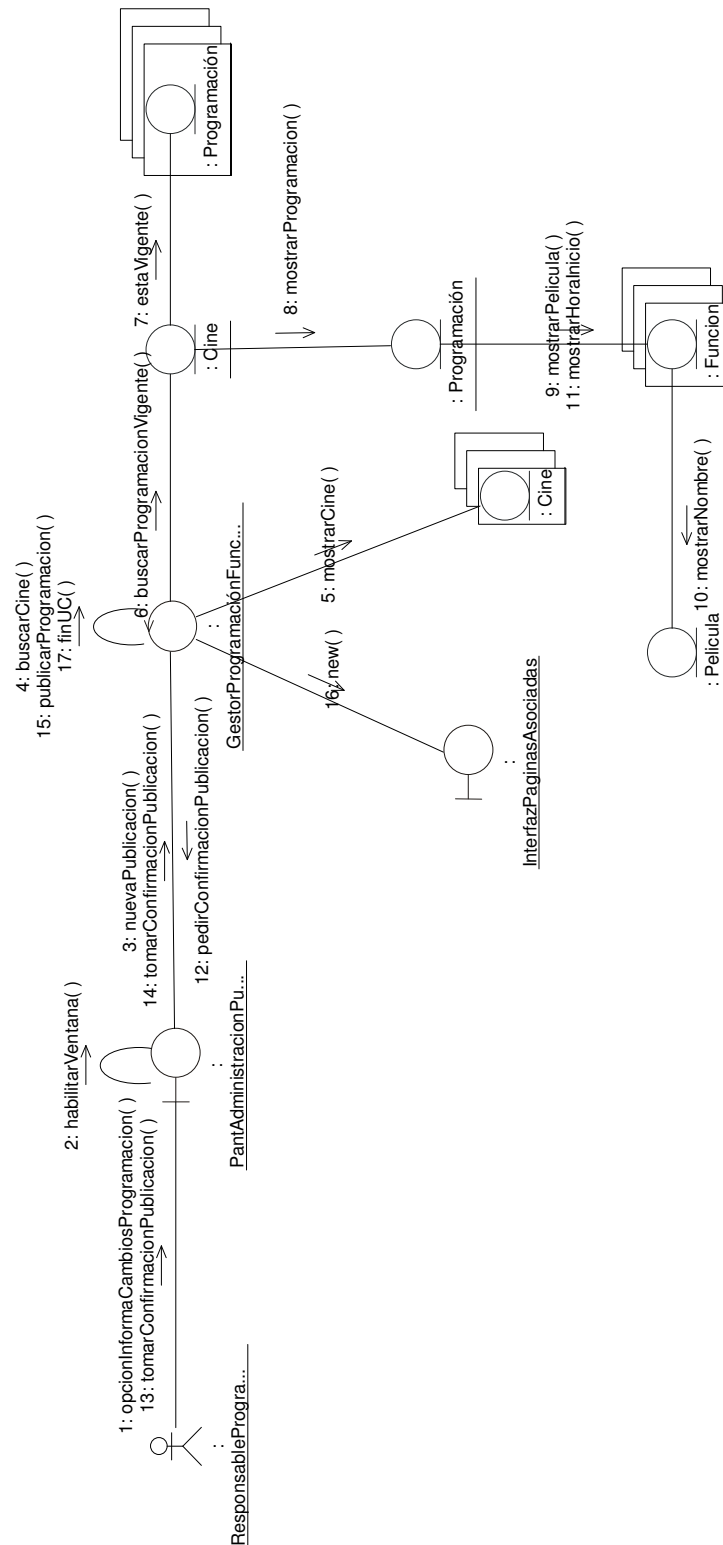 1: opcionInformaCambiosProgramacion( )
13: tomarConfirmacionPublicacion( )
:
ResponsableProgra...
2: habilitarVentana( )
:
PantAdministracionPu...
3: nuevaPublicacion( )
14: tomarConfirmacionPublicacion( )
12: pedirConfirmacionPublicacion( )
4: buscarCine( )
15: publicarProgramacion( )
17: finUC( )
:
GestorProgramaciónFunc...
16: new( )
:
InterfazPaginasAsociadas
5: mostrarCine( )
: Cine
6: buscarProgramacionVigente( )
: Cine
7: estaVigente( )
: Programación
8: mostrarProgramacion( )
: Programación
9: mostrarPelicula( )
11: mostrarHoraInicio( )
: Funcion
10: mostrarNombre( )
: Pelicula